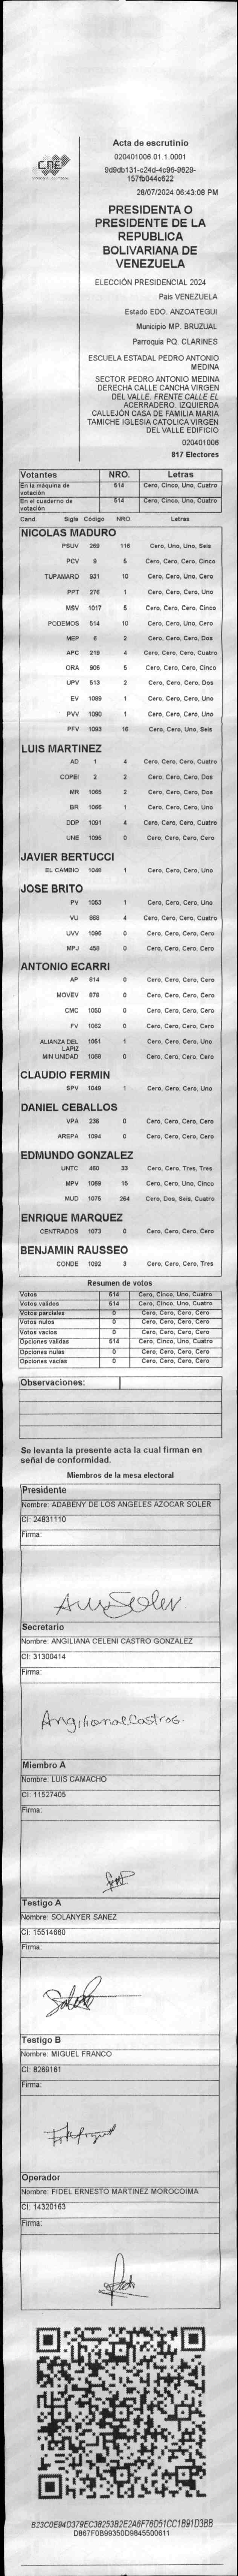 CNE
Acta de escrutinio
020401006.01.1.0001
9d9db131-c24d-4c96-9629-
157fb044c622
28/07/2024 06:43:08 PM
PRESIDENTA O
PRESIDENTE DE LA
REPUBLICA
BOLIVARIANA DE
VENEZUELA
ELECCIÓN PRESIDENCIAL 2024
Pais VENEZUELA
Estado EDO. ANZOATEGUI
Municipio MP. BRUZUAL
Parroquia PQ. CLARINES
ESCUELA ESTADAL PEDRO ANTONIO
MEDINA
SECTOR PEDRO ANTONIO MEDINA
DERECHA CALLE CANCHA VIRGEN
DEL VALLE. FRENTE CALLE EL
ACERRADERO. IZQUIERDA
CALLEJÓN CASA DE FAMILIA MARIA
TAMICHE IGLESIA CATOLICA VIRGEN
DEL VALLE EDIFICIO
020401006
817 Electores
Votantes NRO. Letras
En la máquina de votación 514 Cero, Cinco, Uno, Cuatro
En el cuaderno de votación 514 Cero, Cinco, Uno, Cuatro
Cand. Sigla Código NRO. Letras
NICOLAS MADURO
PSUV 269 116 Cero, Uno, Uno, Seis
PCV 9 5 Cero, Cero, Cero, Cinco
TUPAMARO 931 10 Cero, Cero, Uno, Cero
PPT 276 1 Cero, Cero, Cero, Uno
MSV 1017 5 Cero, Cero, Cero, Cinco
PODEMOS 514 10 Cero, Cero, Uno, Cero
MEP 6 2 Cero, Cero, Cero, Dos
APC 219 4 Cero, Cero, Cero, Cuatro
ORA 906 5 Cero, Cero, Cero, Cinco
UPV 513 2 Cero, Cero, Cero, Dos
EV 1089 1 Cero, Cero, Cero, Uno
PVV 1090 1 Cero, Cero, Cero, Uno
PFV 1093 16 Cero, Cero, Uno, Seis
LUIS MARTINEZ
AD 1 4 Cero, Cero, Cero, Cuatro
COPEI 2 2 Cero, Cero, Cero, Dos
MR 1065 2 Cero, Cero, Cero, Dos
BR 1066 1 Cero, Cero, Cero, Uno
DDP 1091 4 Cero, Cero, Cero, Cuatro
UNE 1095 0 Cero, Cero, Cero, Cero
JAVIER BERTUCCI
EL CAMBIO 1048 1 Cero, Cero, Cero, Uno
JOSE BRITO
PV 1053 1 Cero, Cero, Cero, Uno
VU 868 4 Cero, Cero, Cero, Cuatro
UVV 1096 0 Cero, Cero, Cero, Cero
MPJ 450 0 Cero, Cero, Cero, Cero
ANTONIO ECARRI
AP 814 0 Cero, Cero, Cero, Cero
MOVEV 878 0 Cero, Cero, Cero, Cero
CMC 1050 0 Cero, Cero, Cero, Cero
FV 1062 0 Cero, Cero, Cero, Cero
ALIANZA DEL LAPIZ 1051 1 Cero, Cero, Cero, Uno
MIN UNIDAD 1068 0 Cero, Cero, Cero, Cero
CLAUDIO FERMIN
SPV 1049 1 Cero, Cero, Cero, Uno
DANIEL CEBALLOS
VPA 236 0 Cero, Cero, Cero, Cero
AREPA 1094 0 Cero, Cero, Cero, Cero
EDMUNDO GONZALEZ
UNTC 460 33 Cero, Cero, Tres, Tres
MPV 1069 15 Cero, Cero, Uno, Cinco
MUD 1075 264 Cero, Dos, Seis, Cuatro
ENRIQUE MARQUEZ
CENTRADOS 1073 0 Cero, Cero, Cero, Cero
BENJAMIN RAUSSEO
CONDE 1092 3 Cero, Cero, Cero, Tres
Resumen de votos
Votos 514 Cero, Cinco, Uno, Cuatro
Votos validos 514 Cero, Cinco, Uno, Cuatro
Votos parciales 0 Cero, Cero, Cero, Cero
Votos nulos 0 Cero, Cero, Cero, Cero
Votos vacios 0 Cero, Cero, Cero, Cero
Opciones validas 514 Cero, Cinco, Uno, Cuatro
Opciones nulas 0 Cero, Cero, Cero, Cero
Opciones vacias 0 Cero, Cero, Cero, Cero
Observaciones:
Se levanta la presente acta la cual firman en
señal de conformidad.
Miembros de la mesa electoral
Presidente
Nombre: ADABENY DE LOS ANGELES AZOCAR SOLER
CI: 24831110
Firma:
Secretario
Nombre: ANGILIANA CELENI CASTRO GONZALEZ
CI: 31300414
Firma:
Miembro A
Nombre: LUIS CAMACHO
CI: 11527405
Firma:
Testigo A
Nombre: SOLANYER SANEZ
CI: 15514660
Firma:
Testigo B
Nombre: MIGUEL FRANCO
CI: 8269161
Firma:
Operador
Nombre: FIDEL ERNESTO MARTINEZ MOROCOIMA
CI: 14320163
Firma:
B23C0E94D379EC38253B2E2A6F76D51CC1B91D3BB
D867F0B99350D9845500611